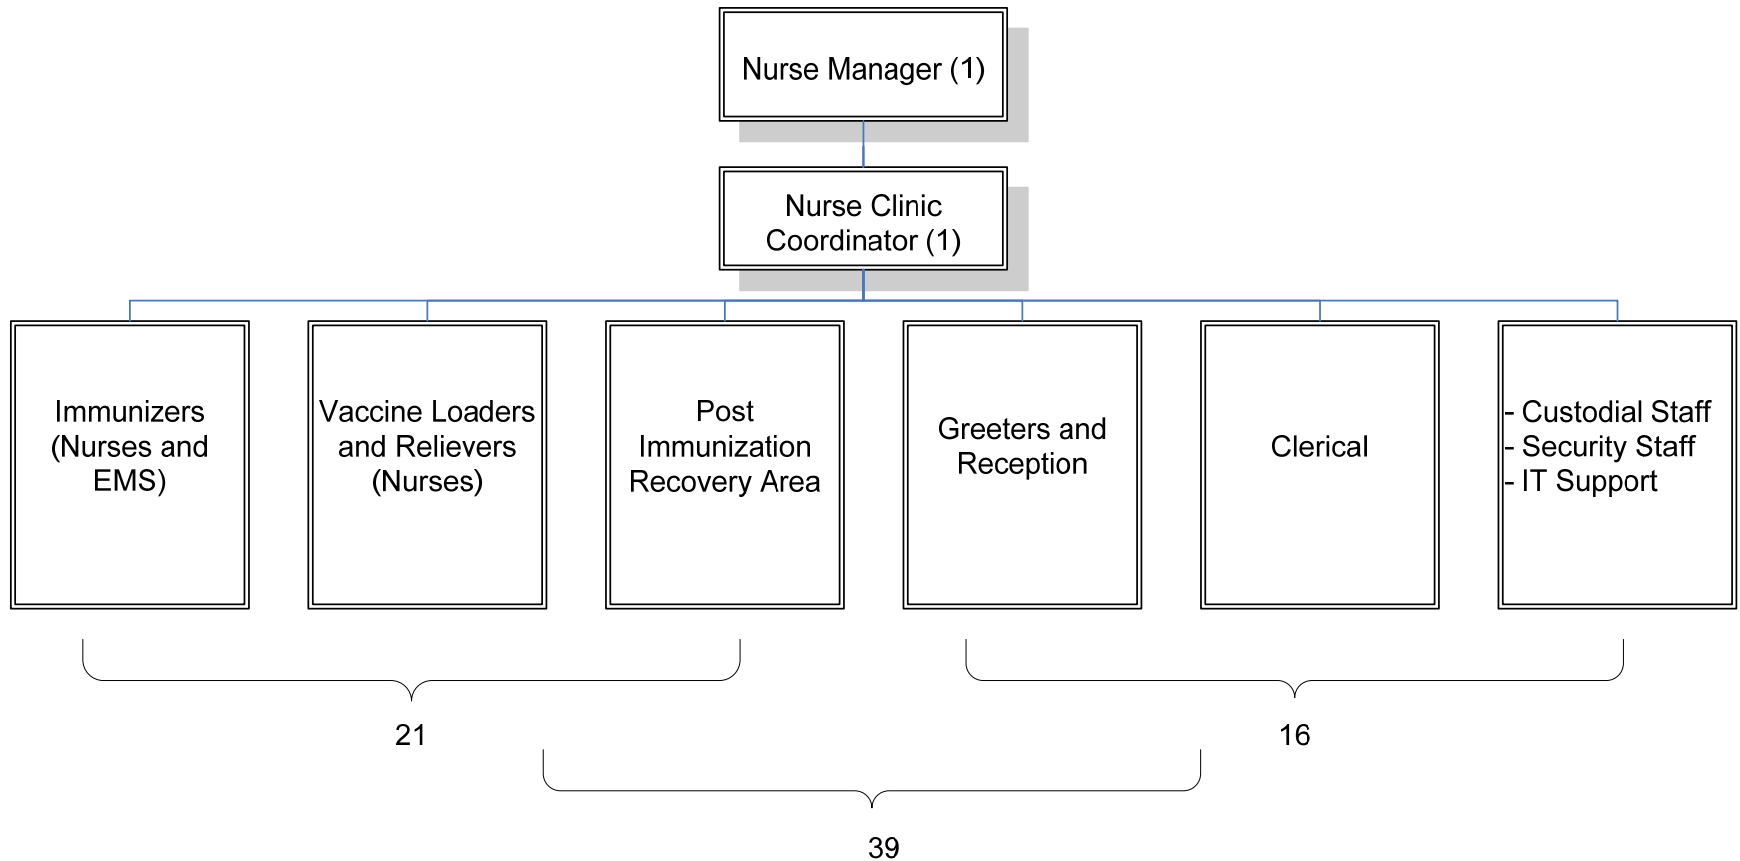 Nurse Manager (1)
Nurse Clinic
Coordinator (1)
Immunizers
(Nurses and
EMS)
Vaccine Loaders
and Relievers
(Nurses)
Post
Immunization
Recovery Area
Greeters and
Reception
Clerical
- Custodial Staff
- Security Staff
- IT Support
21
16
39